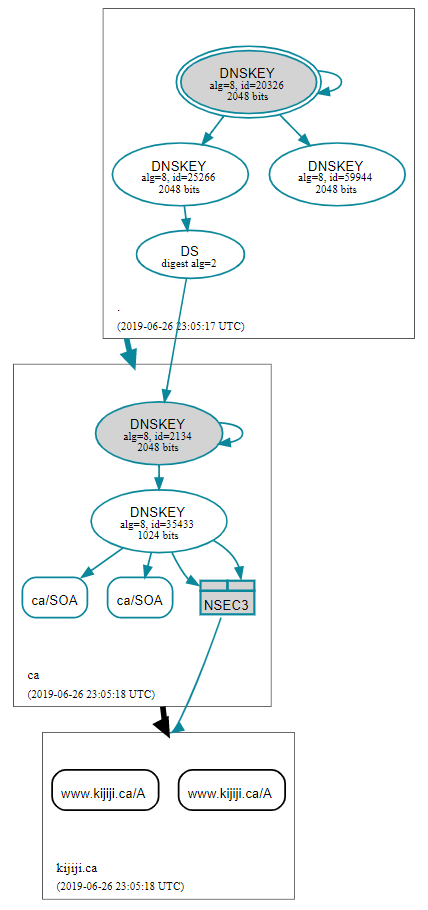 DNSKEY
alg=8, id=20326
2048 bits
DNSKEY
alg=8, id=25266
2048 bits
DNSKEY
alg=8, id=59944
2048 bits
DS
digest alg=2
.
(2019-06-26 23:05:17 UTC)
DNSKEY
alg=8, id=2134
2048 bits
DNSKEY
alg=8, id=35433
1024 bits
ca/SOA
ca/SOA
NSEC3
ca
(2019-06-26 23:05:18 UTC)
www.kijiji.ca/A
www.kijiji.ca/A
kijiji.ca
(2019-06-26 23:05:18 UTC)